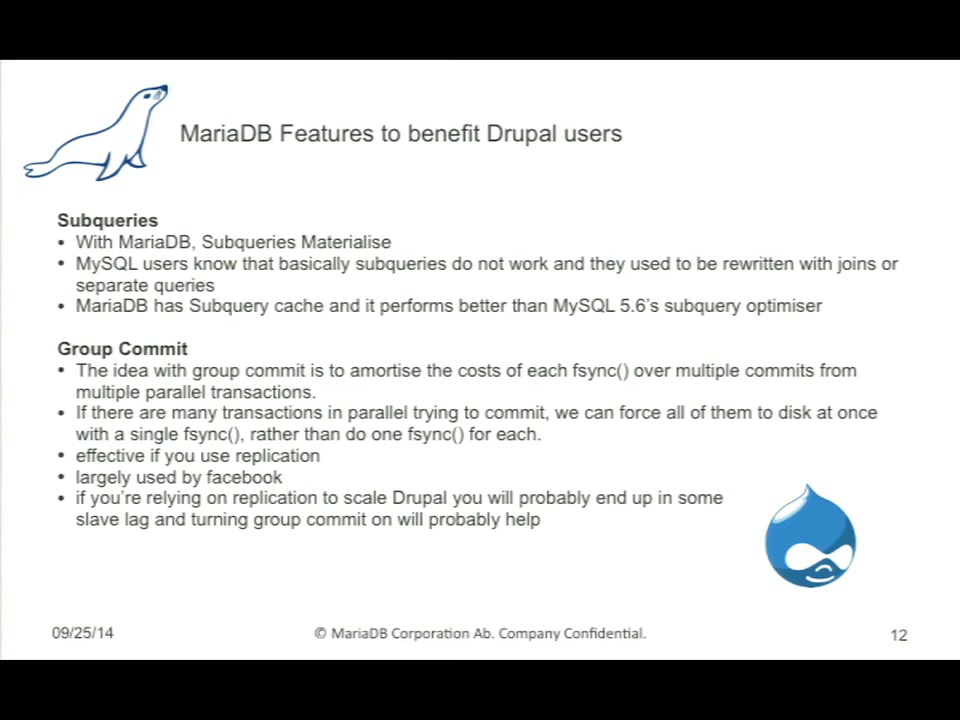 MariaDB Features to benefit Drupal users
Subqueries
• With MariaDB, Subqueries Materialise
• MySQL users know that basically subqueries do not work and they used to be rewritten with joins or
separate queries
• MariaDB has Subquery cache and it performs better than MySQL 5.6's subquery optimiser
Group Commit
• The idea with group commit is to amortise the costs of each fsync() over multiple commits from
multiple parallel transactions.
• If there are many transactions in parallel trying to commit, we can force all of them to disk at once
with a single fsync(), rather than do one fsync() for each.
• effective if you use replication
• largely used by facebook
• if you're relying on replication to scale Drupal you will probably end up in some
slave lag and turning group commit on will probably help
09/25/14
© MariaDB Corporation Ab. Company Confidential.
12